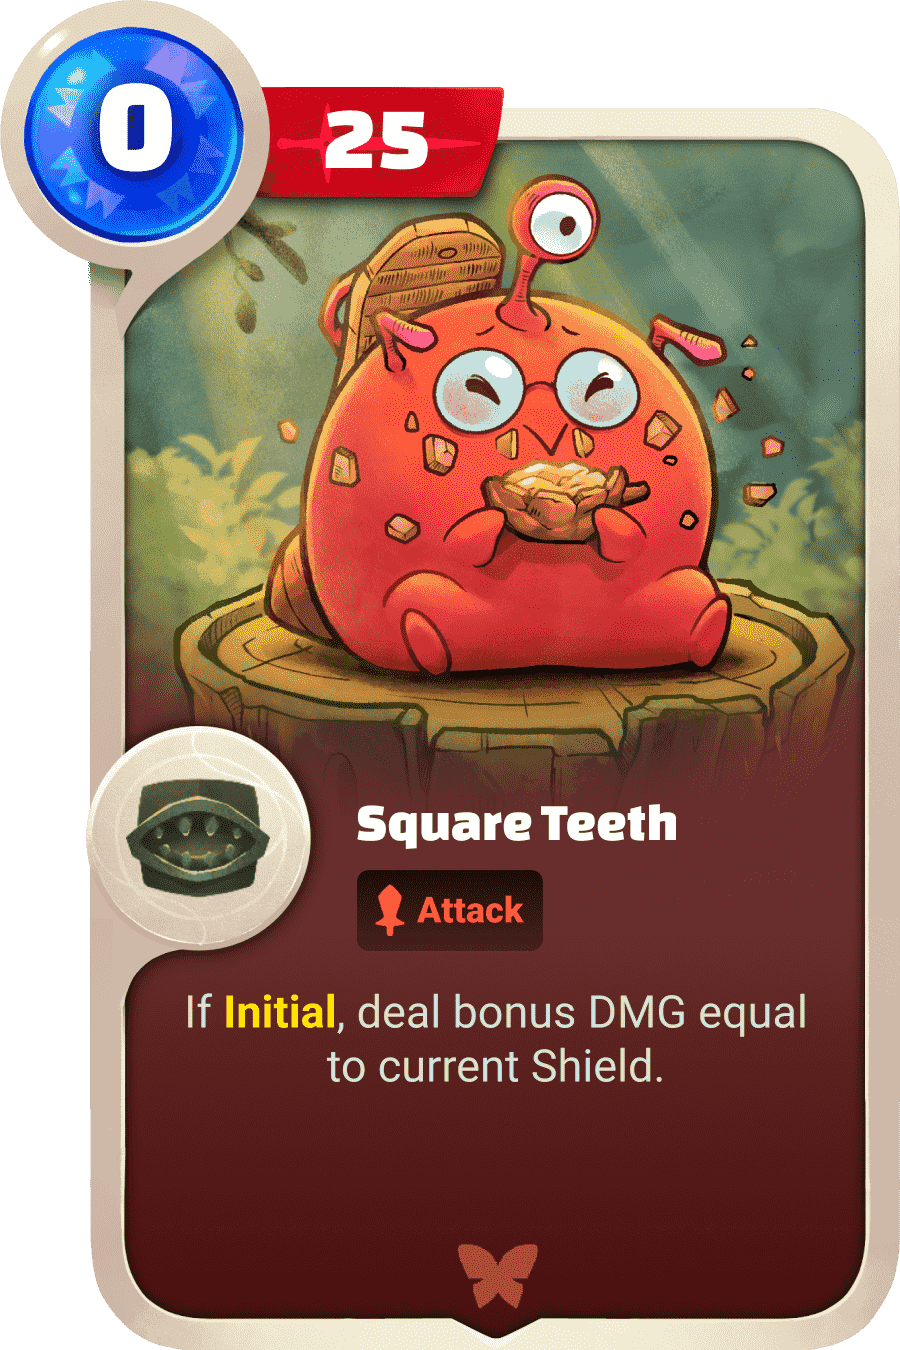 0
25
Square Teeth
Attack
If Initial, deal bonus DMG equal
to current Shield.